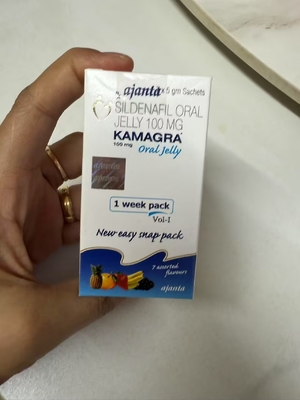 ajanta
x 5 gm Sachets
SILDENAFIL ORAL
JELLY 100 MG
KAMAGRA
100 mg Oral Jelly
1 week pack
Vol-1
New easy snap pack
7 assorted
flavours
ajanta